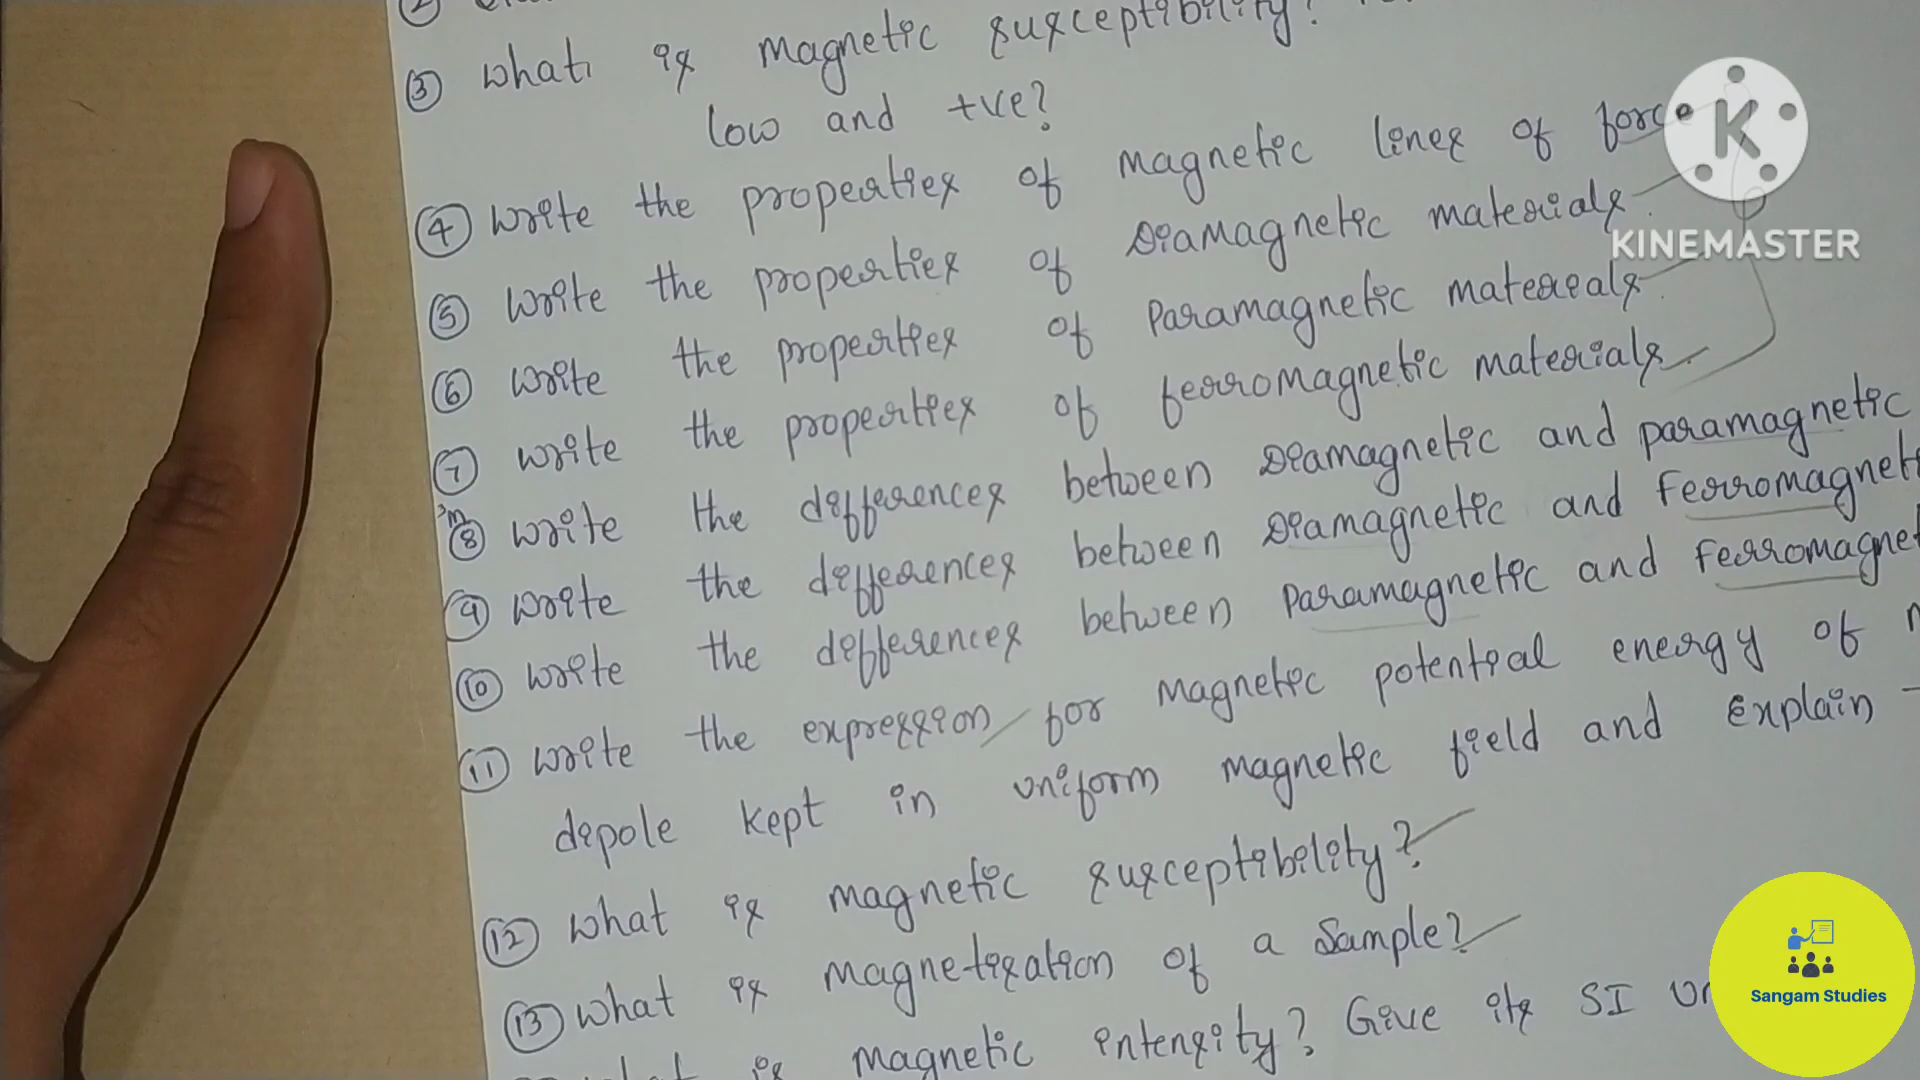 ③ what is magnetic susceptibility?
low and +ve?
④ write the properties of magnetic lines of force
⑤ write the properties of Diamagnetic materials.
⑥ write the properties of Paramagnetic materials.
⑦ write the properties of ferromagnetic materials.
3m
⑧ write the differences between Diamagnetic and paramagnetic
⑨ write the differences between Diamagnetic and Ferromagnet
⑩ write the differences between Paramagnetic and Ferromagnet
⑪ write the expression for magnetic potential energy of
dipole kept in uniform magnetic field and Explain
⑫ what is magnetic susceptibility?
⑬ what is magnetisation of a Sample?
what is magnetic intensity? Give its SI un
K
KINEMASTER
Sangam Studies